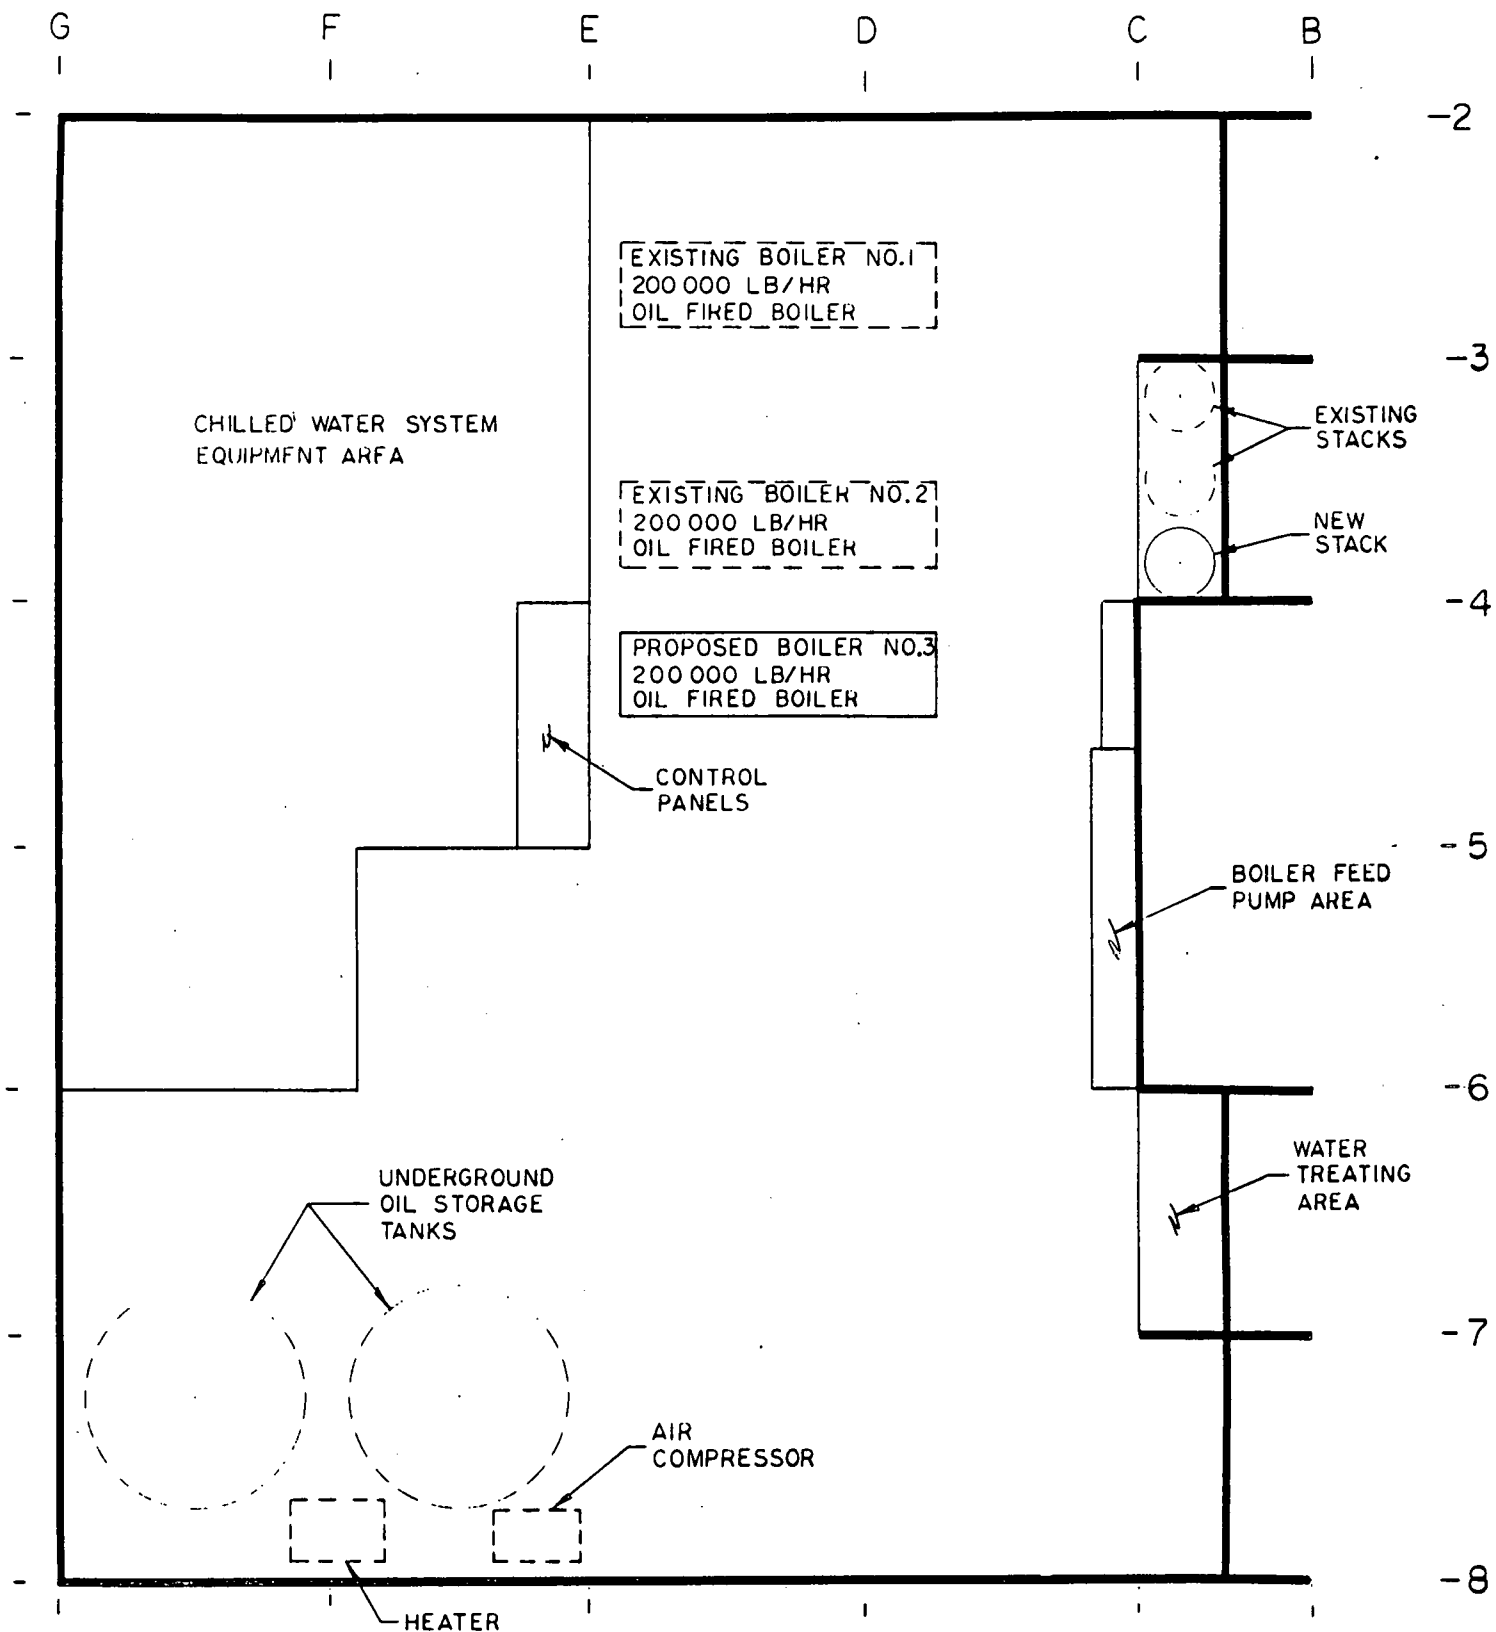 G F E D C B
-2
EXISTING BOILER NO.1
200 000 LB/HR
OIL FIRED BOILER
-3
CHILLED WATER SYSTEM
EQUIPMENT AREA
EXISTING
STACKS
EXISTING BOILER NO.2
200 000 LB/HR
OIL FIRED BOILER
NEW
STACK
-4
PROPOSED BOILER NO.3
200 000 LB/HR
OIL FIRED BOILER
CONTROL
PANELS
-5
BOILER FEED
PUMP AREA
-6
WATER
TREATING
AREA
UNDERGROUND
OIL STORAGE
TANKS
-7
AIR
COMPRESSOR
-8
HEATER